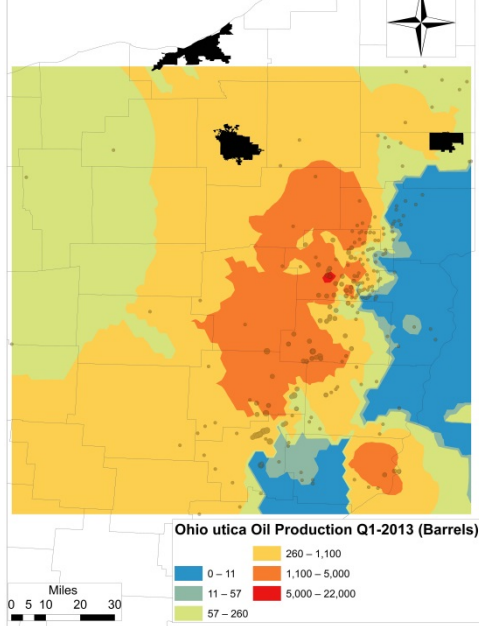 Ohio utica Oil Production Q1-2013 (Barrels)
260 – 1,100
0 – 11
1,100 – 5,000
11 – 57
5,000 – 22,000
57 – 260
Miles
0 5 10 20 30